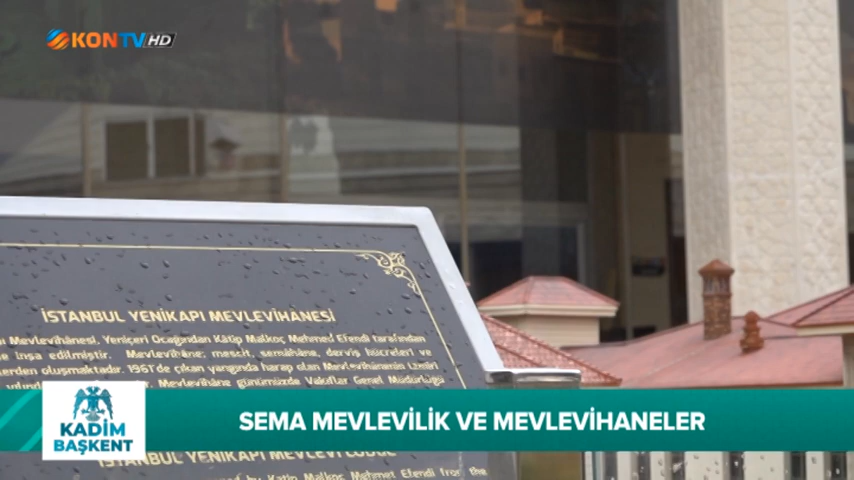 KONTV HD
İSTANBUL YENİKAPI MEVLEVİHANESİ
Mevlevihanesi, Yeniçeri Ocağından Kâtip Malkoç Mehmed Efendi tarafından
inşa edilmiştir. Mevlevihâne; mescit, semâhâne, derviş hücreleri ve
oluşmaktadır. 1961'de çıkan yangında harap olan Mevlevihânenin
Mevlevihâne günümüzde Vakıflar Genel Müdürlüğü
KADİM
BAŞKENT
SEMA MEVLEVİLİK VE MEVLEVİHANELER
İSTANBUL YENİKAPI MEVLEVİ LODGE
by Katip Malkoç Mehmet Efendi from the